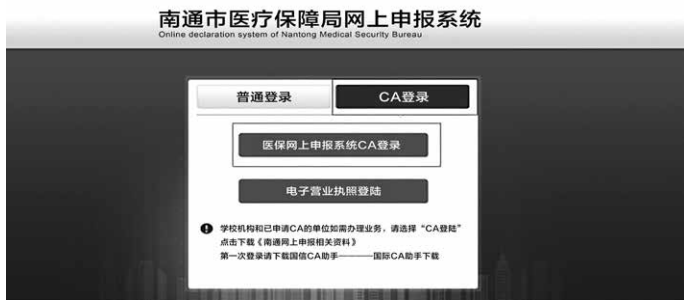 南通市医疗保障局网上申报系统
Online declaration system of Nantong Medical Security Bureau
普通登录 CA登录
医保网上申报系统CA登录
电子营业执照登陆
学校机构和已申请CA的单位如需办理业务，请选择“CA登陆”
点击下载《南通网上申报相关资料》
第一次登录请下载国信CA助手————国际CA助手下载